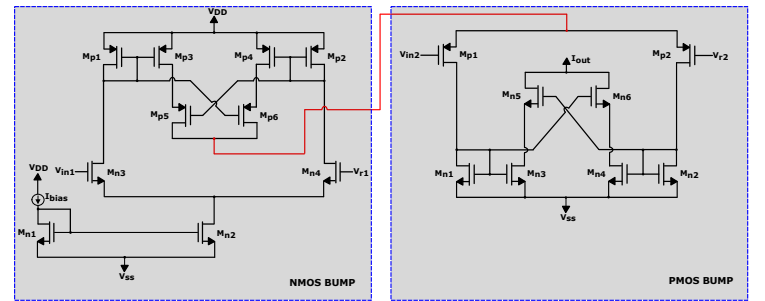 VDD
Mp1 Mp3 Mp4 Mp2
Mp5 Mp6
Vin1 Mn3 Mn4 Vr1
VDD
Ibias
Mn1 Mn2
Vss
NMOS BUMP
Vin2 Mp1 Mp2 Vr2
Iout
Mn5 Mn6
Mn1 Mn3 Mn4 Mn2
Vss
PMOS BUMP